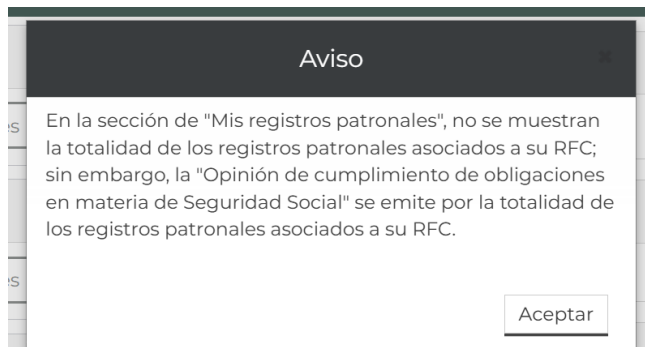 Aviso
En la sección de "Mis registros patronales", no se muestran
la totalidad de los registros patronales asociados a su RFC;
sin embargo, la "Opinión de cumplimiento de obligaciones
en materia de Seguridad Social" se emite por la totalidad de
los registros patronales asociados a su RFC.
Aceptar